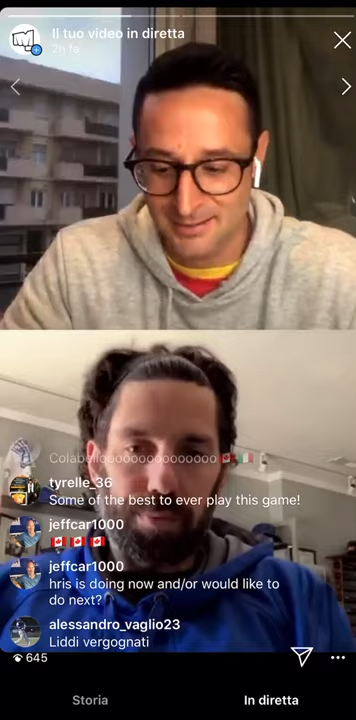 Il tuo video in diretta
2h fa
Colabelloooooooooooooooo 🇨🇦🇮🇹
tyrelle_36
Some of the best to ever play this game!
jeffcar1000
🇨🇦🇨🇦🇨🇦
jeffcar1000
hris is doing now and/or would like to
do next?
alessandro_vaglio23
Liddi vergognati
645
Storia
In diretta